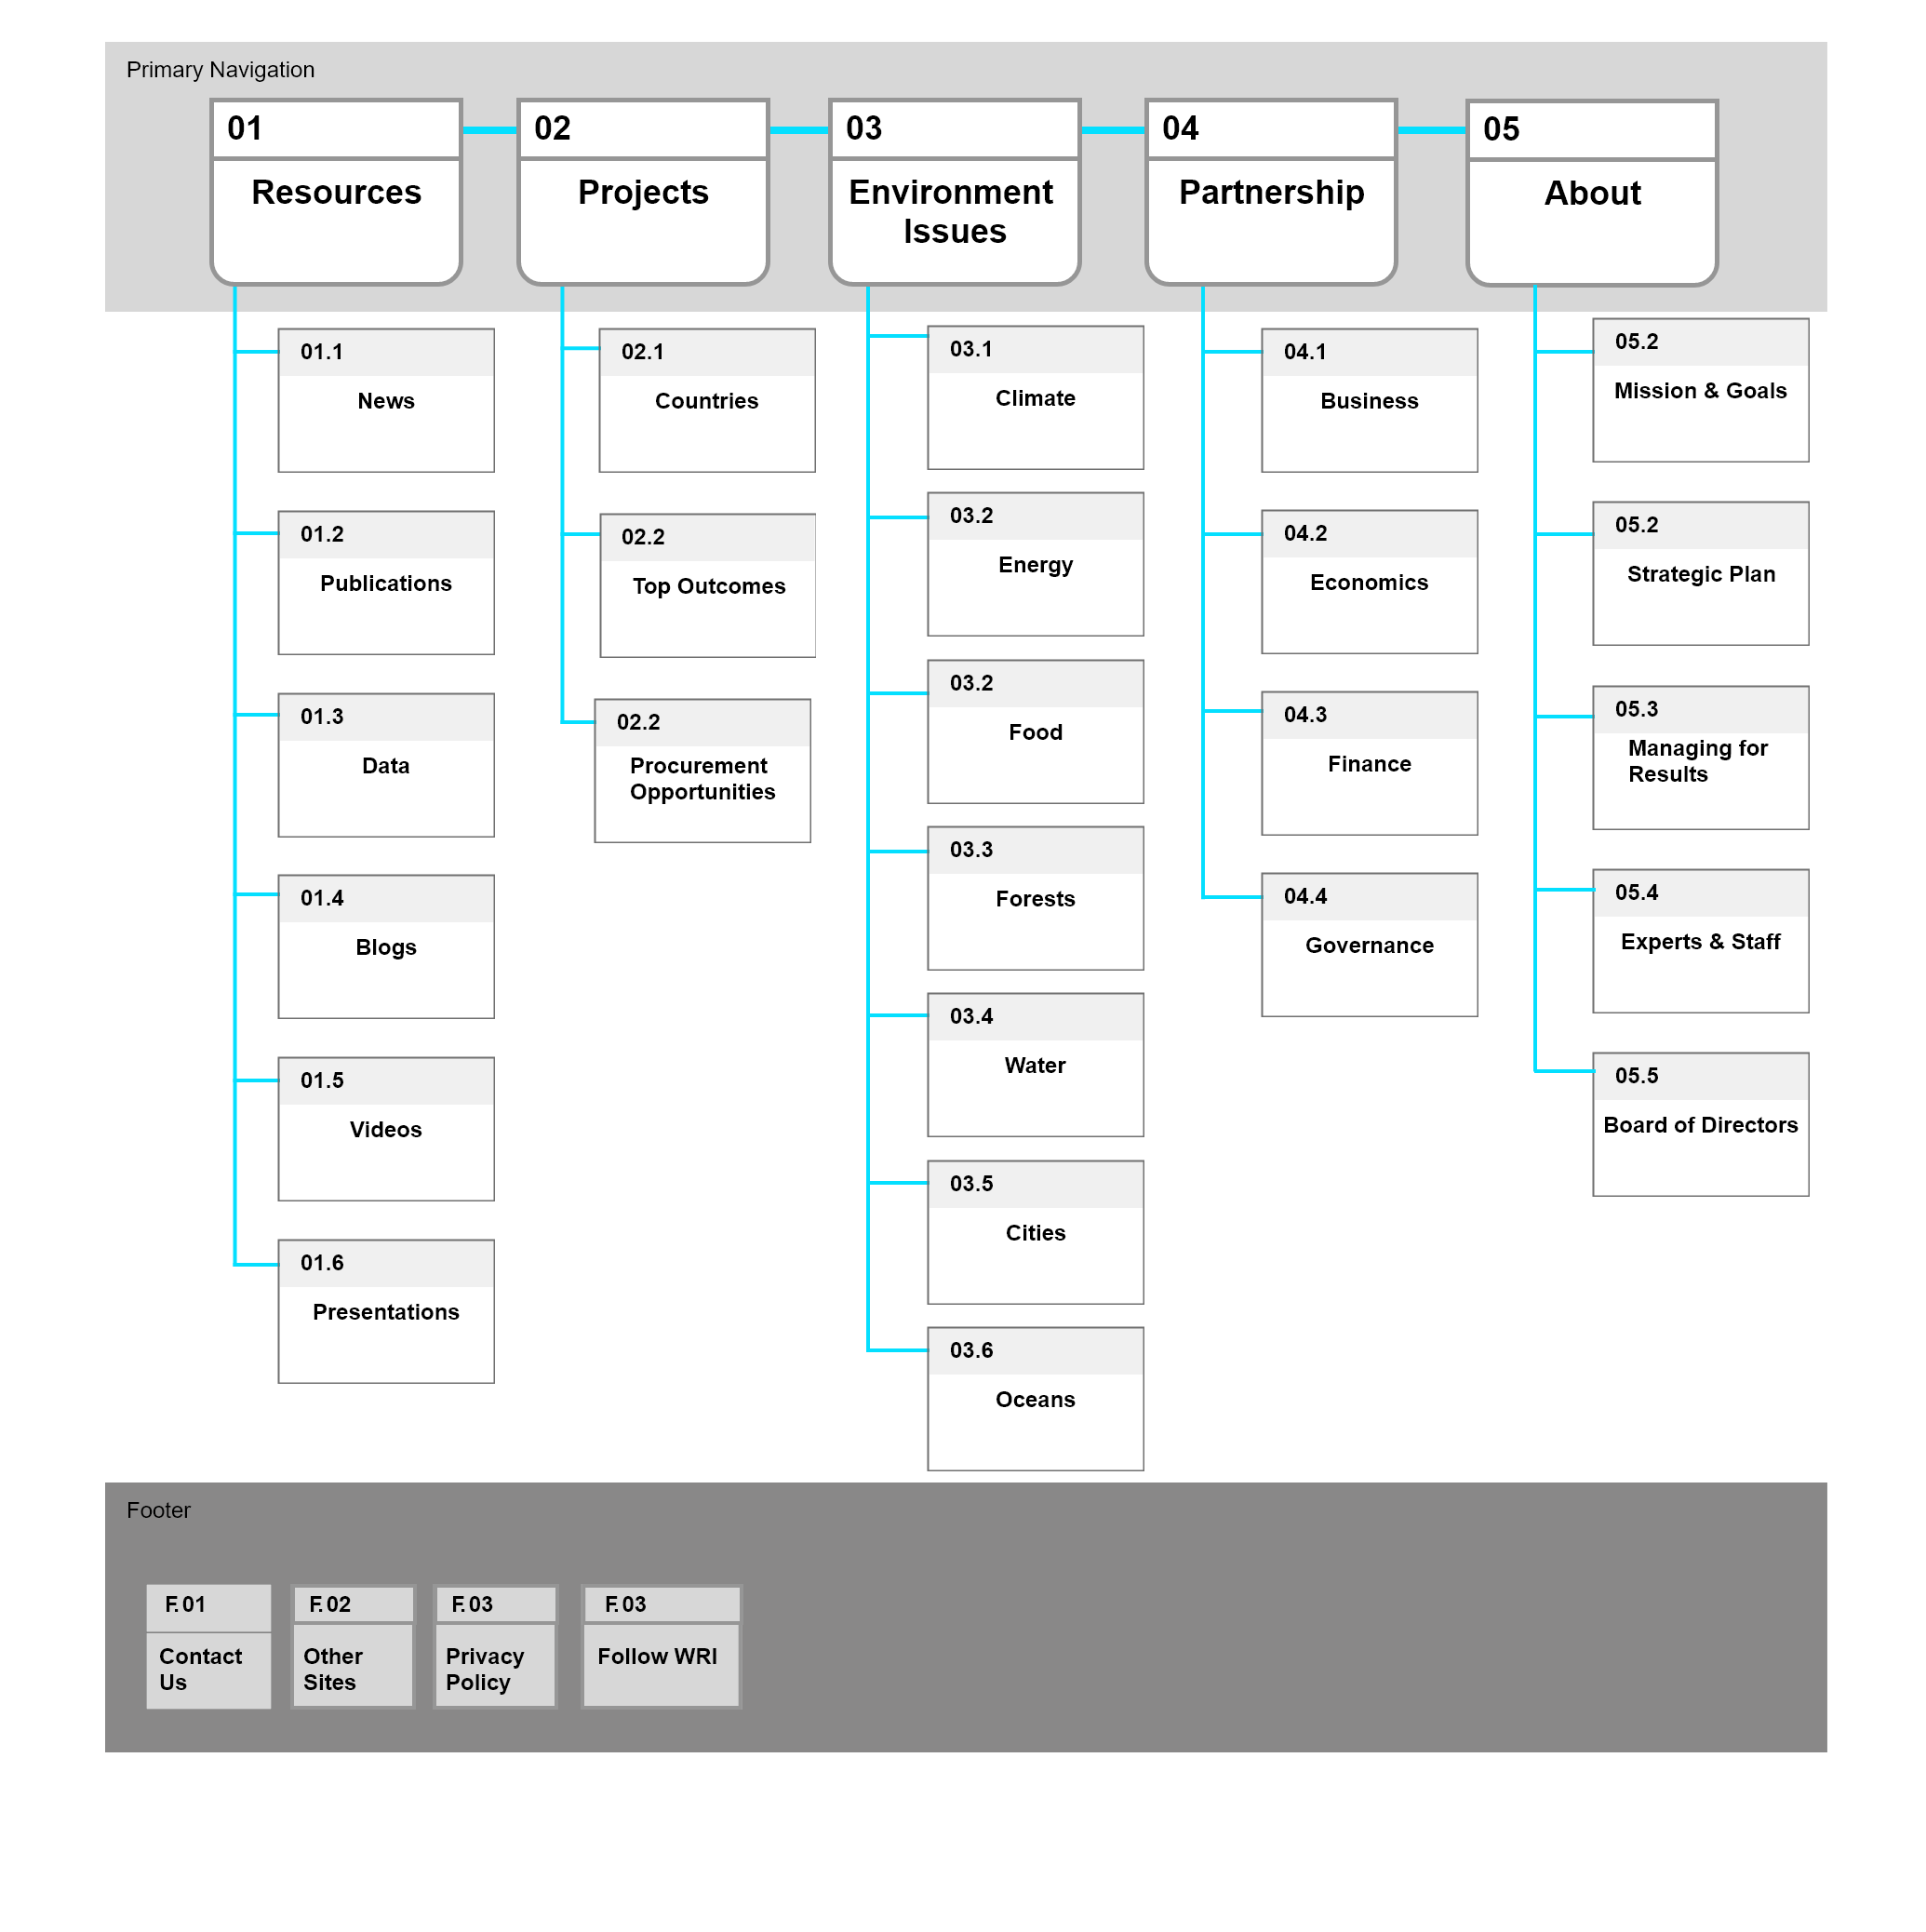 Primary Navigation
01
Resources
02
Projects
03
Environment
Issues
04
Partnership
05
About
01.1
News
01.2
Publications
01.3
Data
01.4
Blogs
01.5
Videos
01.6
Presentations
02.1
Countries
02.2
Top Outcomes
02.2
Procurement
Opportunities
03.1
Climate
03.2
Energy
03.2
Food
03.3
Forests
03.4
Water
03.5
Cities
03.6
Oceans
04.1
Business
04.2
Economics
04.3
Finance
04.4
Governance
05.2
Mission & Goals
05.2
Strategic Plan
05.3
Managing for
Results
05.4
Experts & Staff
05.5
Board of Directors
Footer
F.01
Contact
Us
F.02
Other
Sites
F.03
Privacy
Policy
F.03
Follow WRI